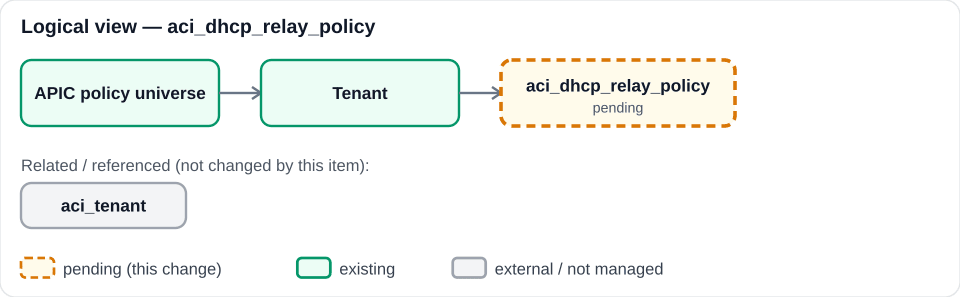 Logical view — aci_dhcp_relay_policy
APIC policy universe
Tenant
aci_dhcp_relay_policy
pending
Related / referenced (not changed by this item):
aci_tenant
pending (this change)
existing
external / not managed